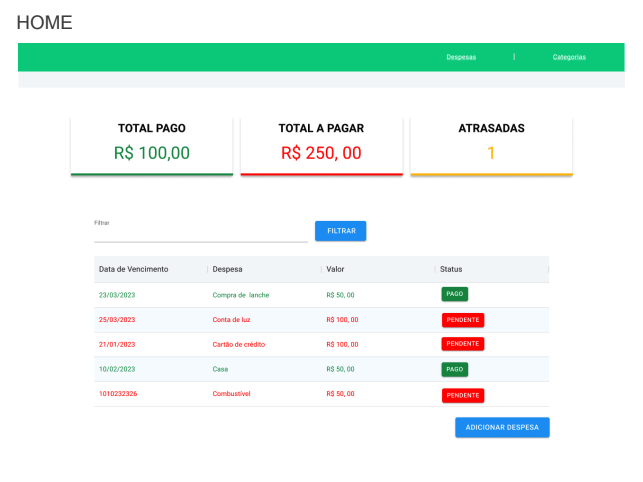 HOME
Despesas | Categorias
TOTAL PAGO TOTAL A PAGAR ATRASADAS
R$ 100,00 R$ 250, 00 1
Filtrar
FILTRAR
Data de Vencimento Despesa Valor Status
23/03/2023 Compra de lanche R$ 50, 00 PAGO
25/03/2023 Conta de luz R$ 100, 00 PENDENTE
21/01/2023 Cartão de crédito R$ 100, 00 PENDENTE
10/02/2023 Casa R$ 50, 00 PAGO
1010232326 Combustível R$ 50, 00 PENDENTE
ADICIONAR DESPESA